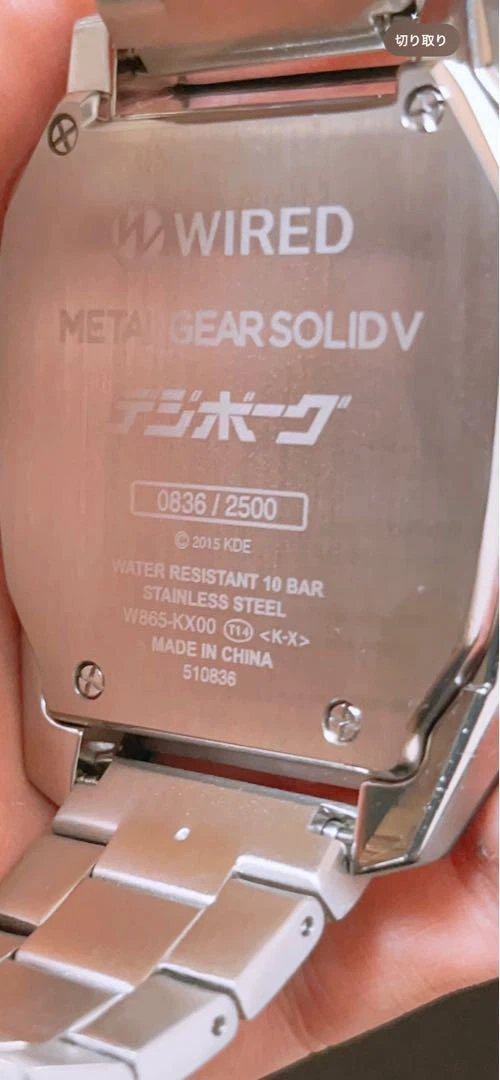 切り取り
WIRED
METAL GEAR SOLID V
デジボーグ
0836 / 2500
© 2015 KDE
WATER RESISTANT 10 BAR
STAINLESS STEEL
W865-KX00 T14 <K-X>
MADE IN CHINA
510836